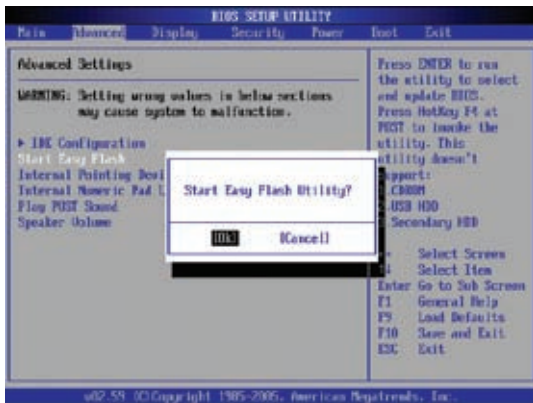 BIOS SETUP UTILITY
Main Advanced Display Security Power Boot Exit
Advanced Settings
WARNING: Setting wrong values in below sections
may cause system to malfunction.
▶ IDE Configuration
Start Easy Flash
Internal Pointing Devi
Internal Numeric Pad L
Play POST Sound
Speaker Volume
Start Easy Flash Utility?
[Ok] [Cancel]
Press ENTER to run
the utility to select
and update BIOS.
Press HotKey F4 at
POST to invoke the
utility. This
utility doesn't
support:
CDROM
USB HDD
Secondary HDD
Select Screen
Select Item
Enter Go to Sub Screen
F1 General Help
F9 Load Defaults
F10 Save and Exit
ESC Exit
v02.59 (C)Copyright 1985-2005, American Megatrends, Inc.